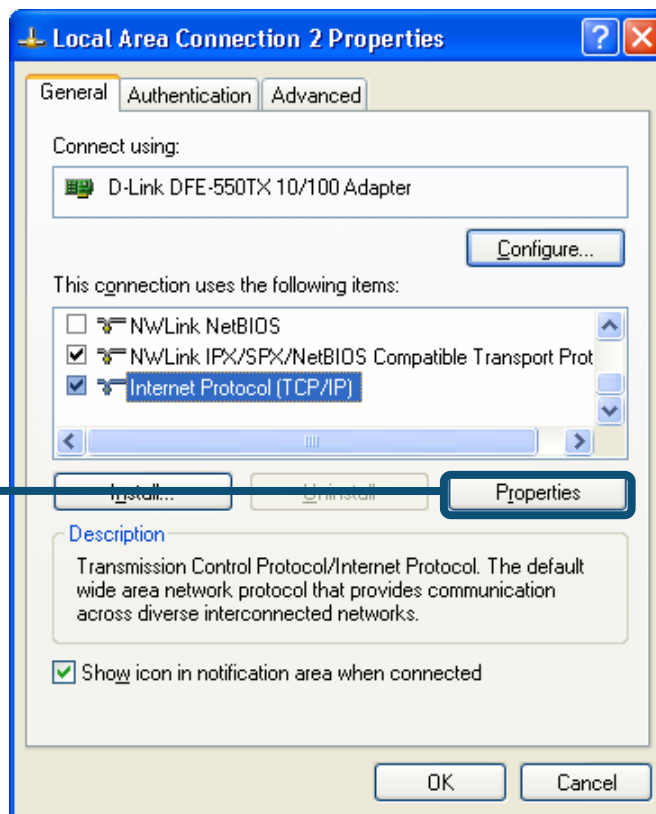 Local Area Connection 2 Properties
General Authentication Advanced
Connect using:
D-Link DFE-550TX 10/100 Adapter
Configure...
This connection uses the following items:
NWLink NetBIOS
NWLink IPX/SPX/NetBIOS Compatible Transport Prot
Internet Protocol (TCP/IP)
Install... Uninstall Properties
Description
Transmission Control Protocol/Internet Protocol. The default
wide area network protocol that provides communication
across diverse interconnected networks.
Show icon in notification area when connected
OK Cancel